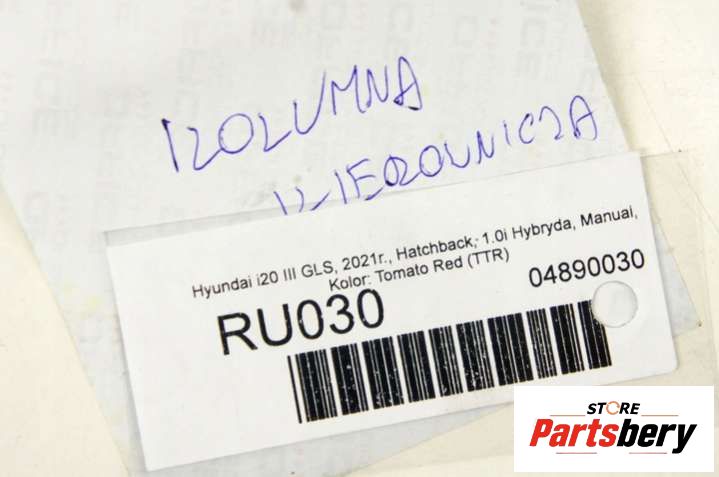 KOLUMNA
KIEROWNICZA
Hyundai i20 III GLS, 2021r., Hatchback, 1.0i Hybryda, Manual,
Kolor: Tomato Red (TTR)
RU030
04890030
STORE
Partsbery